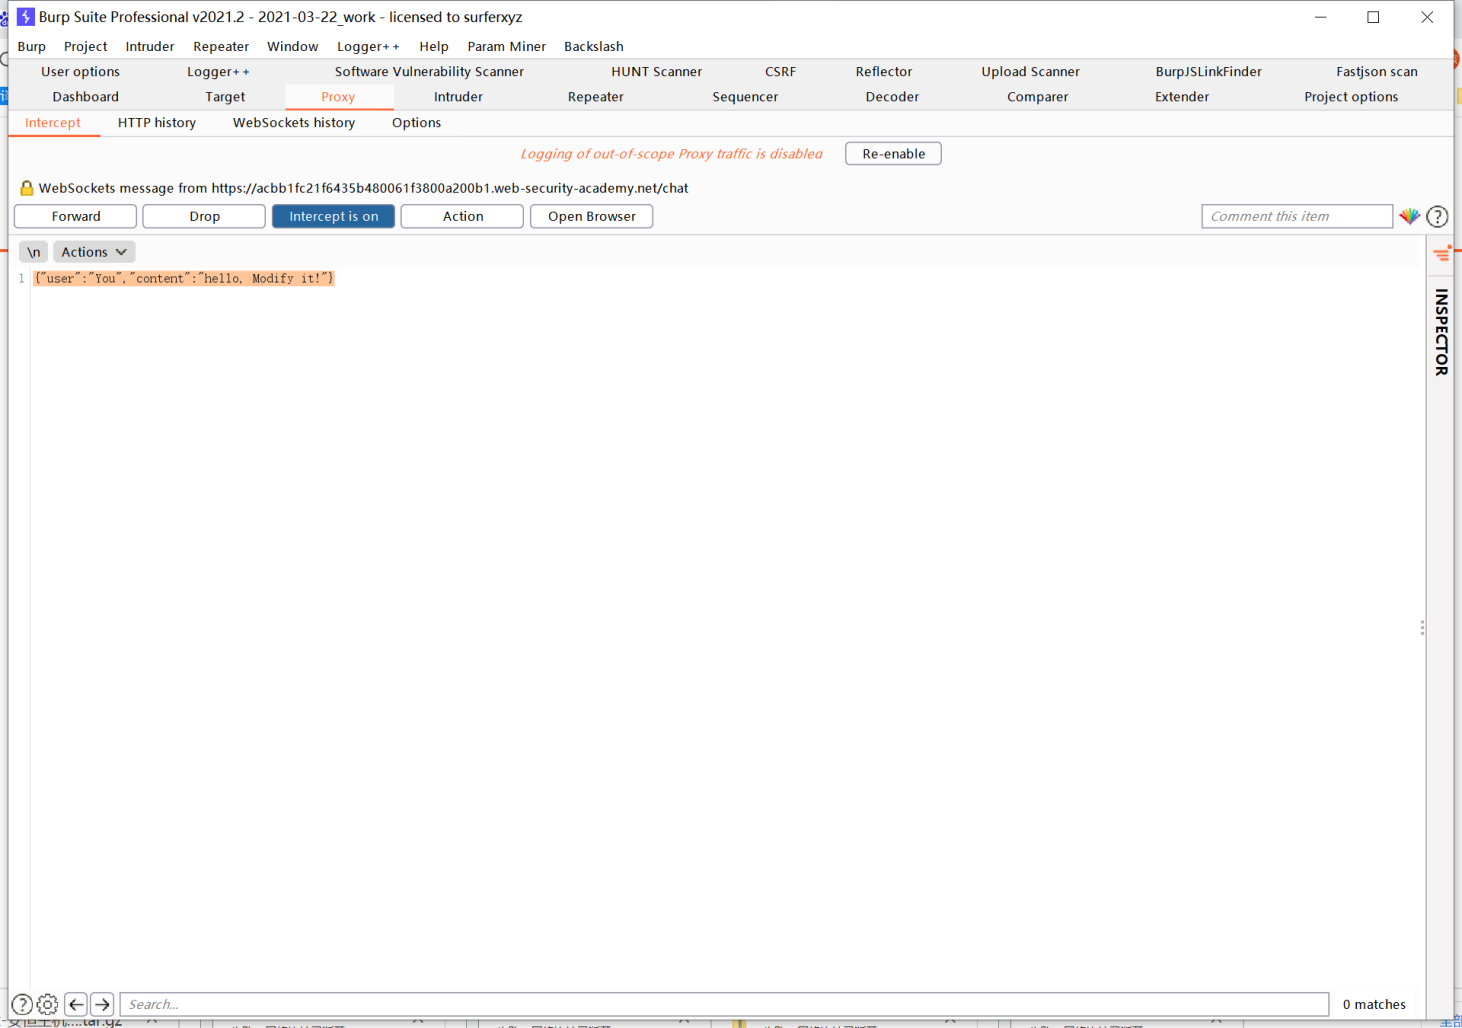 Burp Suite Professional v2021.2 - 2021-03-22_work - licensed to surferxyz
Burp Project Intruder Repeater Window Logger++ Help Param Miner Backslash
User options Logger++ Software Vulnerability Scanner HUNT Scanner CSRF Reflector Upload Scanner BurpJSLinkFinder Fastjson scan
Dashboard Target Proxy Intruder Repeater Sequencer Decoder Comparer Extender Project options
Intercept HTTP history WebSockets history Options
Logging of out-of-scope Proxy traffic is disabled Re-enable
WebSockets message from https://acbb1fc21f6435b480061f3800a200b1.web-security-academy.net/chat
Forward Drop Intercept is on Action Open Browser Comment this item ?
\n Actions
1 {"user":"You","content":"hello, Modify it!"}
INSPECTOR
? Search... 0 matches